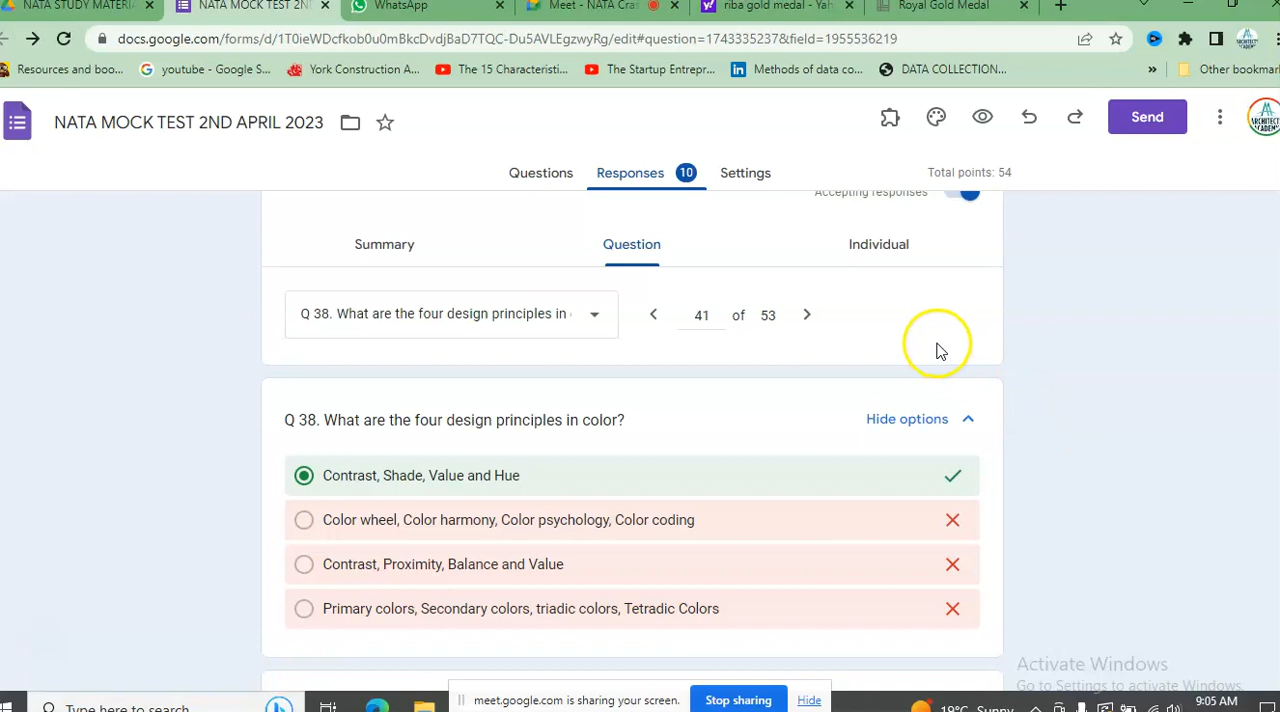 NATA STUDY MATERI
NATA MOCK TEST 2N
WhatsApp
Meet - NATA Cras
riba gold medal - Yah
Royal Gold Medal
docs.google.com/forms/d/1T0ieWDcfkob0u0mBkcDvdjBaD7TQC-Du5AVLEgzwyRg/edit#question=1743335237&field=1955536219
Resources and boo...
youtube - Google S...
York Construction A...
The 15 Characteristi...
The Startup Entrepr...
Methods of data co...
DATA COLLECTION...
Other bookmar
NATA MOCK TEST 2ND APRIL 2023
Send
ARCHITECTS
ACADEMY
Questions
Responses 10
Settings
Total points: 54
Accepting responses
Summary
Question
Individual
Q 38. What are the four design principles in
41 of 53
Q 38. What are the four design principles in color?
Hide options
Contrast, Shade, Value and Hue
Color wheel, Color harmony, Color psychology, Color coding
Contrast, Proximity, Balance and Value
Primary colors, Secondary colors, triadic colors, Tetradic Colors
Activate Windows
Go to Settings to activate Windows.
Type here to search
meet.google.com is sharing your screen.
Stop sharing
Hide
19°C Sunny
9:05 AM